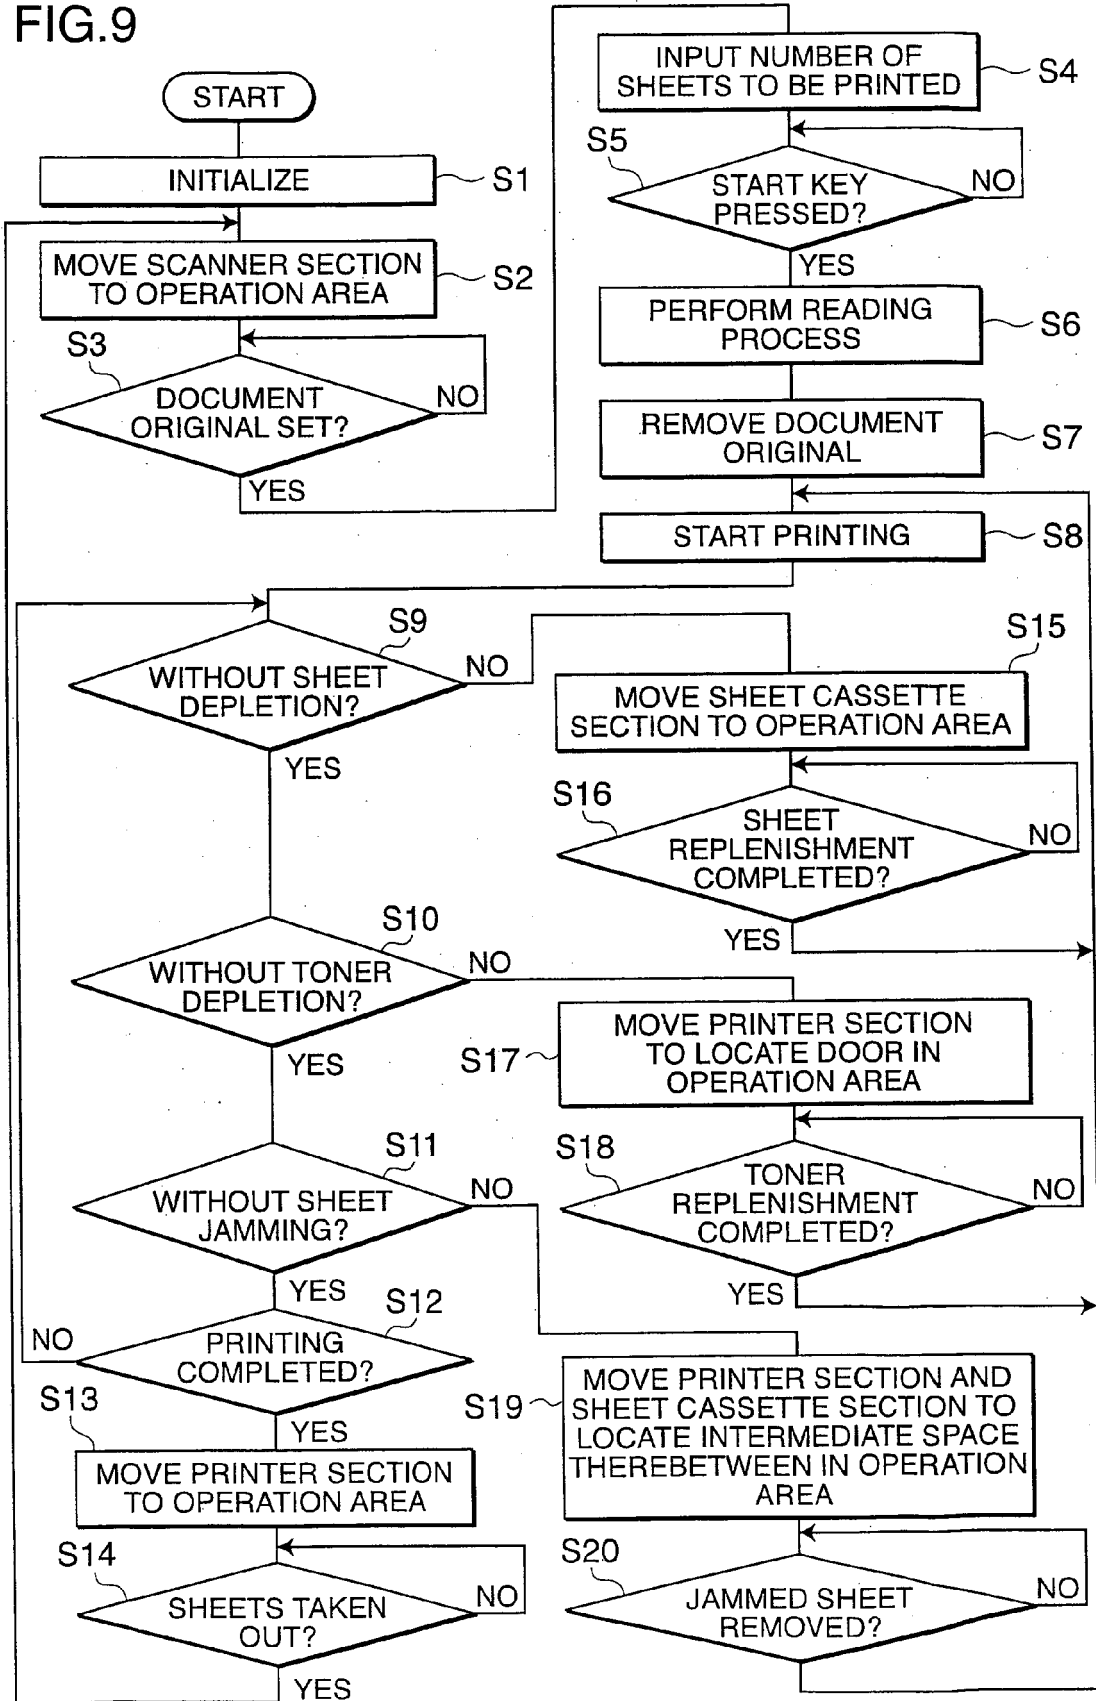 FIG.9
START
INITIALIZE
S1
MOVE SCANNER SECTION
TO OPERATION AREA
S2
S3
DOCUMENT
ORIGINAL SET?
NO
YES
INPUT NUMBER OF
SHEETS TO BE PRINTED
S4
S5
START KEY
PRESSED?
NO
YES
PERFORM READING
PROCESS
S6
REMOVE DOCUMENT
ORIGINAL
S7
START PRINTING
S8
S9
WITHOUT SHEET
DEPLETION?
NO
YES
S15
MOVE SHEET CASSETTE
SECTION TO OPERATION AREA
S16
SHEET
REPLENISHMENT
COMPLETED?
NO
YES
S10
WITHOUT TONER
DEPLETION?
NO
YES
S17
MOVE PRINTER SECTION
TO LOCATE DOOR IN
OPERATION AREA
S18
TONER
REPLENISHMENT
COMPLETED?
NO
YES
S11
WITHOUT SHEET
JAMMING?
NO
YES
S12
PRINTING
COMPLETED?
NO
YES
S13
MOVE PRINTER SECTION
TO OPERATION AREA
S14
SHEETS TAKEN
OUT?
NO
YES
S19
MOVE PRINTER SECTION AND
SHEET CASSETTE SECTION TO
LOCATE INTERMEDIATE SPACE
THEREBETWEEN IN OPERATION
AREA
S20
JAMMED SHEET
REMOVED?
NO